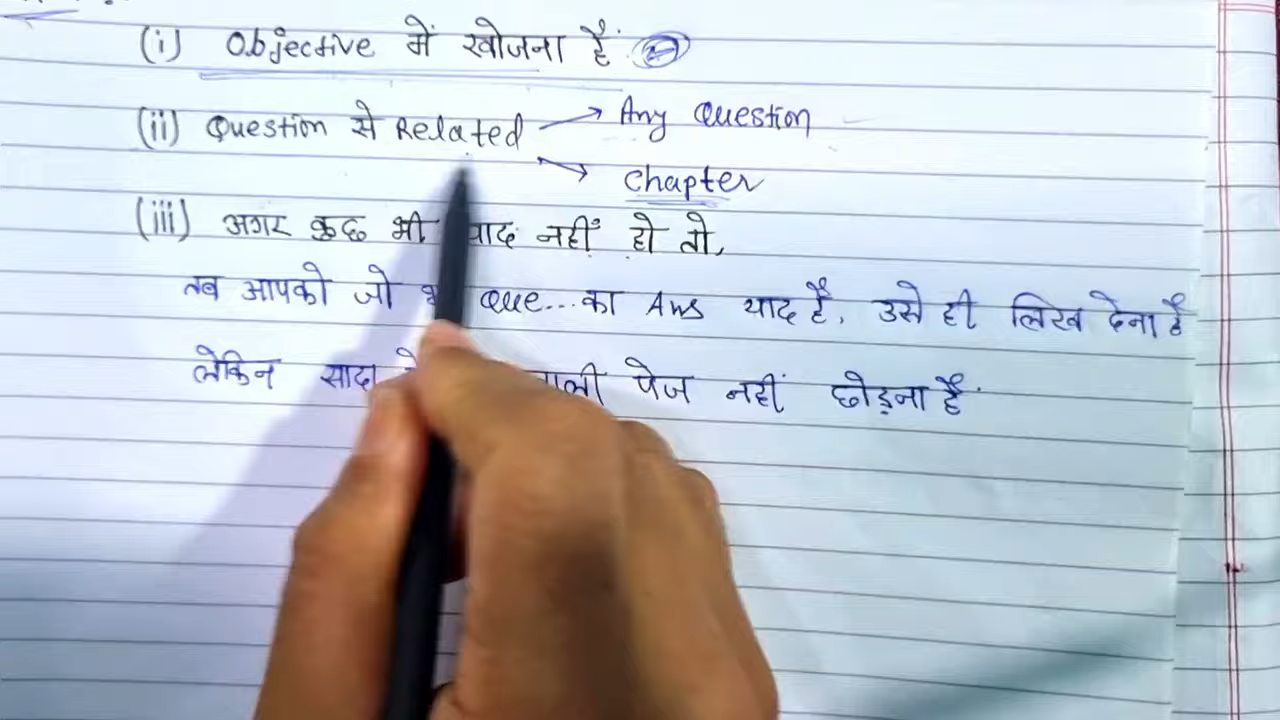 (i) Objective में खोजना है
(ii) Question से Related → Any Question
→ Chapter
(iii) अगर कुछ भी याद नहीं हो तो,
तब आपको जो que...का Ans याद है, उसे ही लिख देना है
लेकिन सादा पेज नहीं छोड़ना है